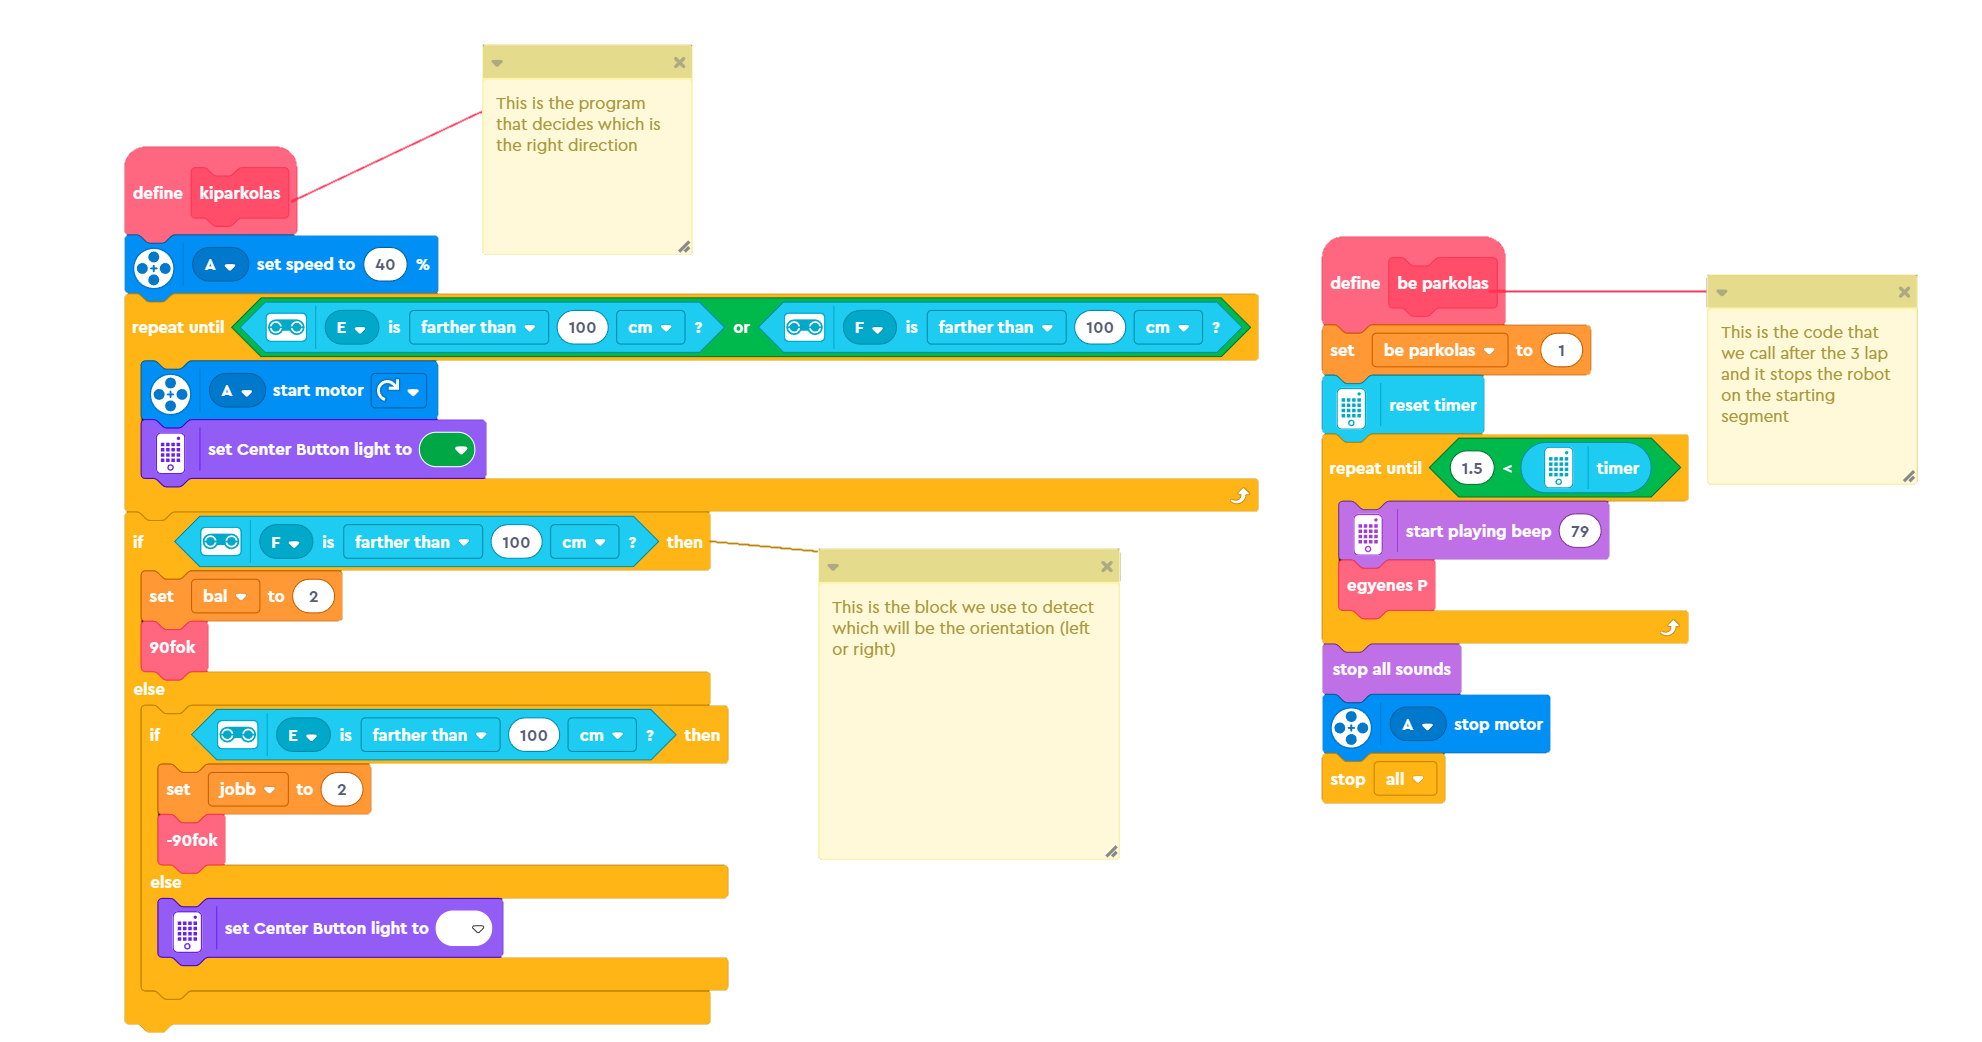 This is the program
that decides which is
the right direction
define kiparkolas
A set speed to 40 %
repeat until E is farther than 100 cm ? or F is farther than 100 cm ?
A start motor
set Center Button light to
if F is farther than 100 cm ? then
set bal to 2
90fok
else
if E is farther than 100 cm ? then
set jobb to 2
-90fok
else
set Center Button light to
This is the block we use to detect
which will be the orientation (left
or right)
define be parkolas
set be parkolas to 1
reset timer
repeat until 1.5 < timer
start playing beep 79
egyenes P
stop all sounds
A stop motor
stop all
This is the code that
we call after the 3 lap
and it stops the robot
on the starting
segment